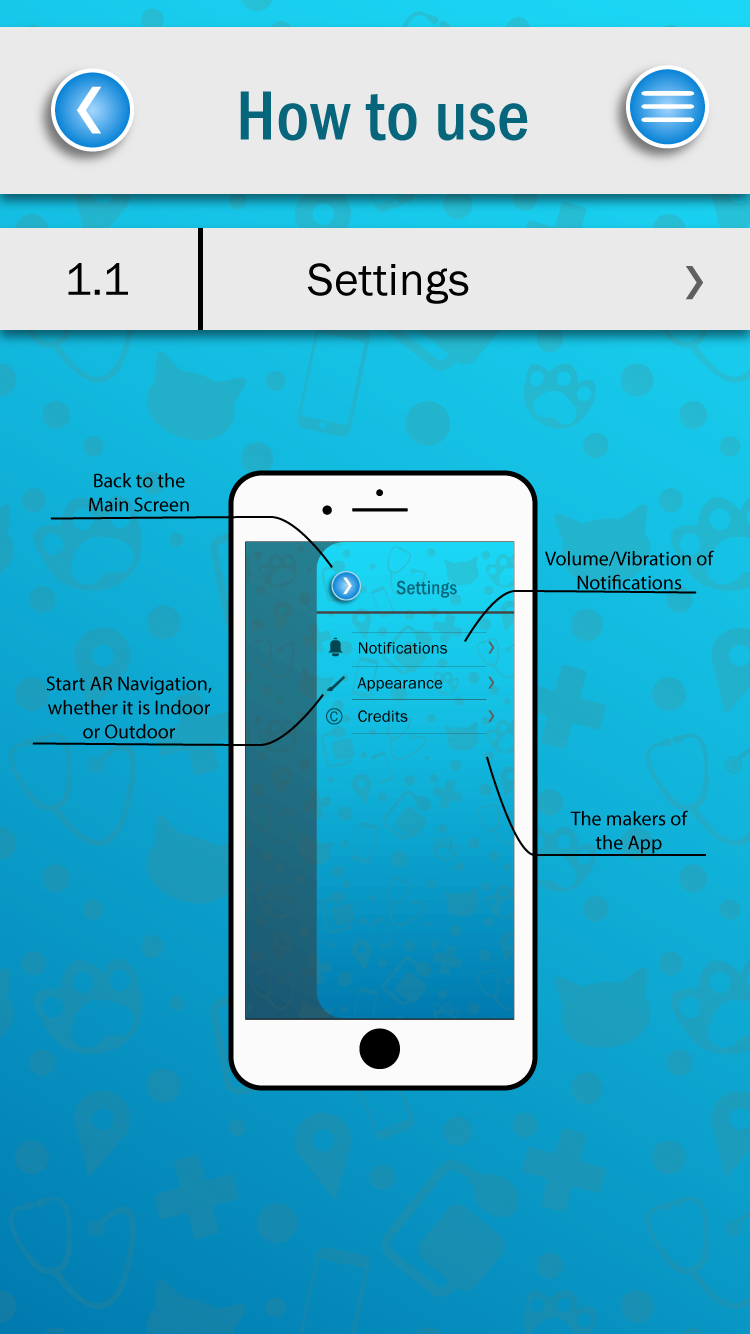 How to use
1.1
Settings
Back to the
Main Screen
Volume/Vibration of
Notifications
Settings
Notifications
Appearance
Credits
Start AR Navigation,
whether it is Indoor
or Outdoor
The makers of
the App